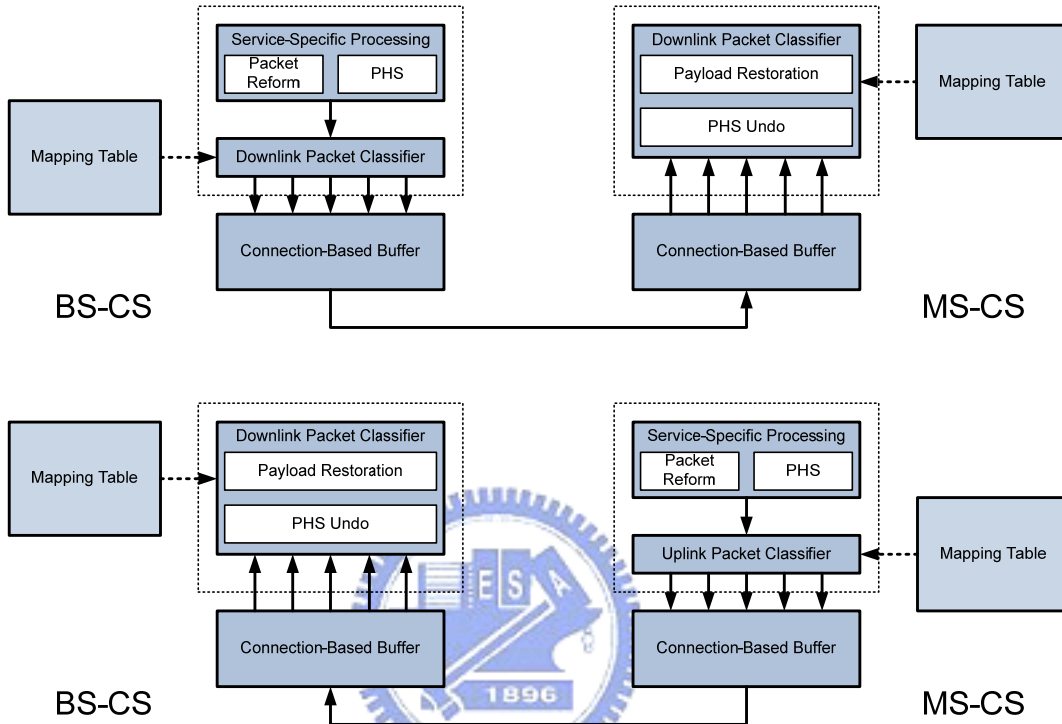 Service-Specific Processing
Packet
Reform
PHS
Mapping Table
Downlink Packet Classifier
Connection-Based Buffer
BS-CS
Downlink Packet Classifier
Payload Restoration
PHS Undo
Mapping Table
Connection-Based Buffer
MS-CS
Downlink Packet Classifier
Payload Restoration
PHS Undo
Mapping Table
Connection-Based Buffer
BS-CS
Service-Specific Processing
Packet
Reform
PHS
Uplink Packet Classifier
Mapping Table
Connection-Based Buffer
MS-CS
E S A
1896